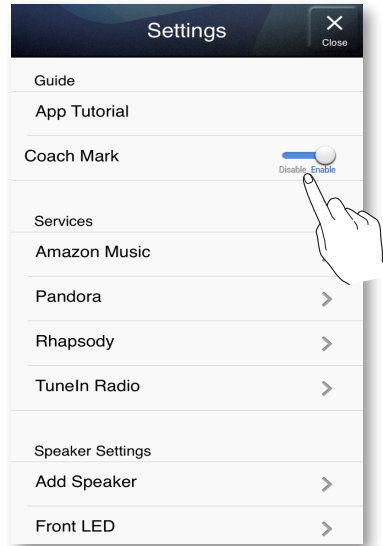 Settings
Close
Guide
App Tutorial
Coach Mark
Disable Enable
Services
Amazon Music
Pandora
Rhapsody
TuneIn Radio
Speaker Settings
Add Speaker
Front LED